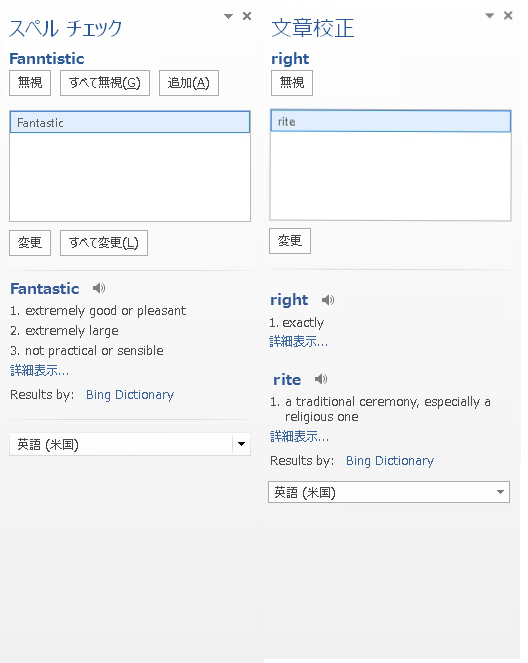 スペル チェック
Fanntistic
無視 すべて無視(G) 追加(A)
Fantastic
変更 すべて変更(L)
Fantastic
1. extremely good or pleasant
2. extremely large
3. not practical or sensible
詳細表示...
Results by: Bing Dictionary
英語 (米国)
文章校正
right
無視
rite
変更
right
1. exactly
詳細表示...
rite
1. a traditional ceremony, especially a
religious one
詳細表示...
Results by: Bing Dictionary
英語 (米国)